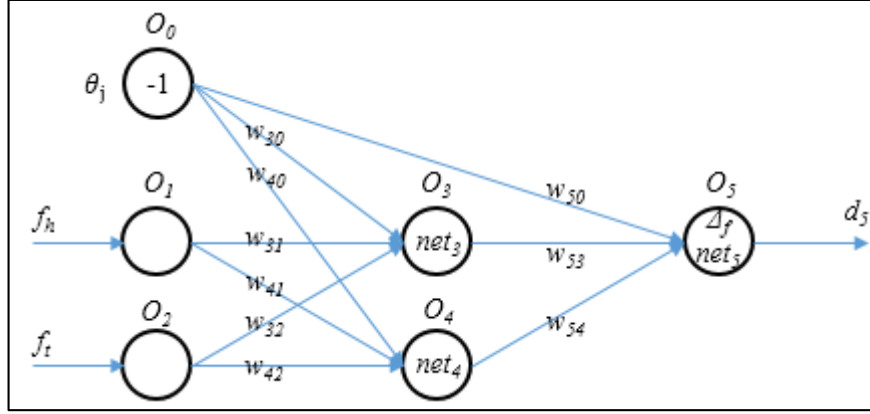 O₀
θⱼ -1
w₃₀
w₄₀
O₁ O₃ w₅₀ O₅
fₕ w₃₁ net₃ w₅₃ Δ_f net₅ d₅
w₄₁
O₂ w₃₂ O₄ w₅₄
fₜ w₄₂ net₄